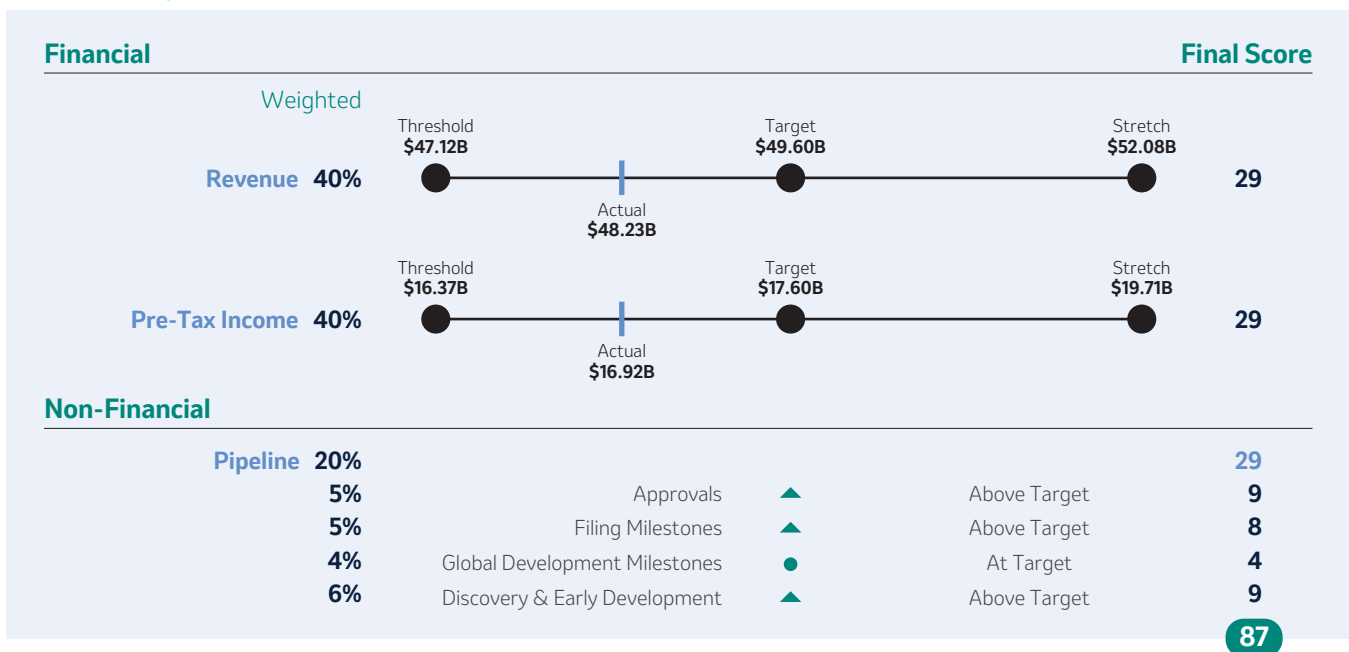 Financial Final Score
Weighted
Threshold Target Stretch
$47.12B $49.60B $52.08B
Revenue 40% 29
Actual
$48.23B
Threshold Target Stretch
$16.37B $17.60B $19.71B
Pre-Tax Income 40% 29
Actual
$16.92B
Non-Financial
Pipeline 20% 29
5% Approvals Above Target 9
5% Filing Milestones Above Target 8
4% Global Development Milestones At Target 4
6% Discovery & Early Development Above Target 9
87